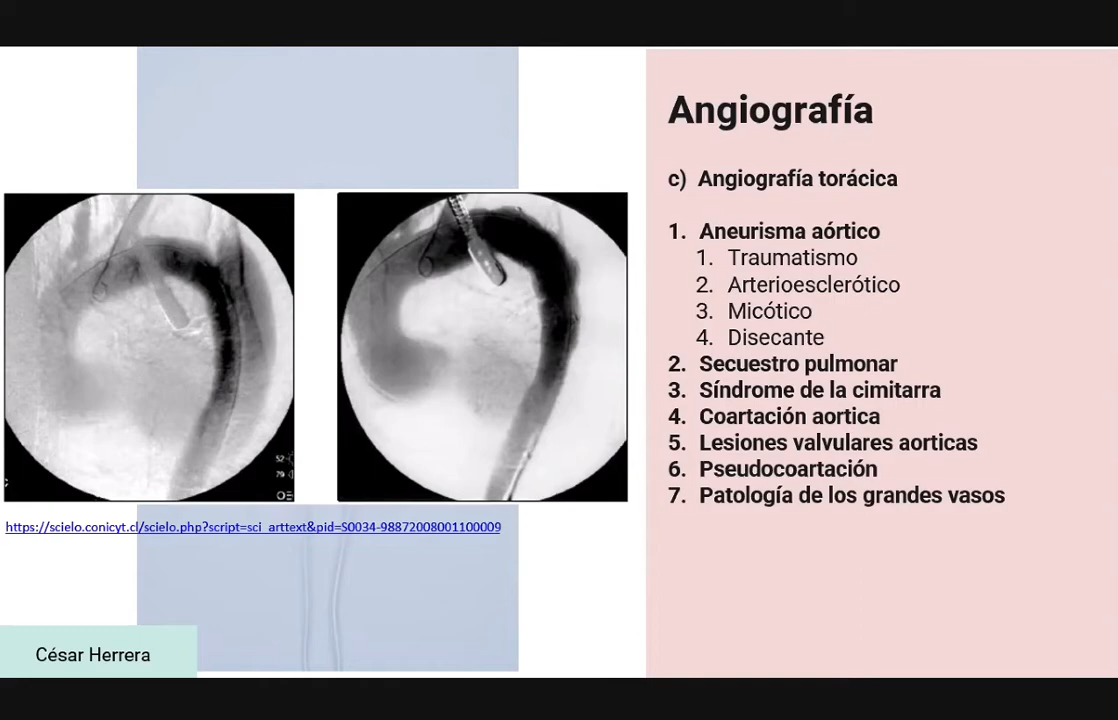 Angiografía
c) Angiografía torácica
1. Aneurisma aórtico
1. Traumatismo
2. Arterioesclerótico
3. Micótico
4. Disecante
2. Secuestro pulmonar
3. Síndrome de la cimitarra
4. Coartación aortica
5. Lesiones valvulares aorticas
6. Pseudocoartación
7. Patología de los grandes vasos
52
79
https://scielo.conicyt.cl/scielo.php?script=sci_arttext&pid=S0034-98872008001100009
César Herrera